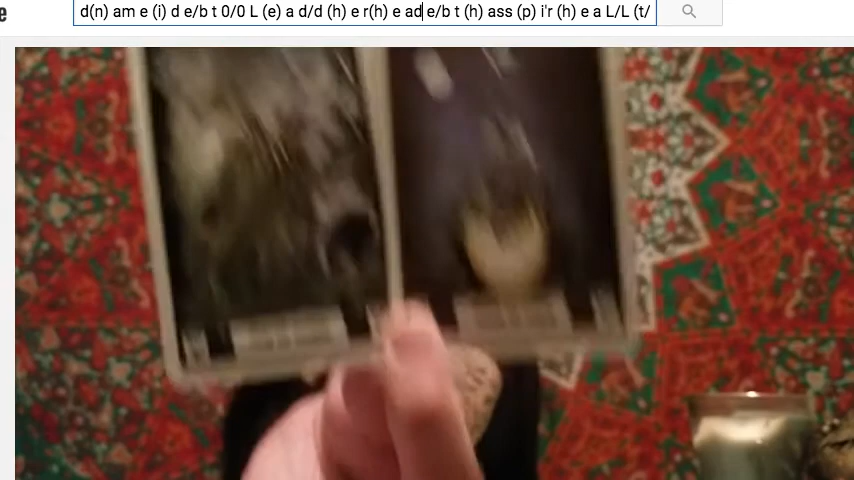 e
d(n) am e (i) d e/b t 0/0 L (e) a d/d (h) e r(h) e ad e/b t (h) ass (p) i'r (h) e a L/L (t/